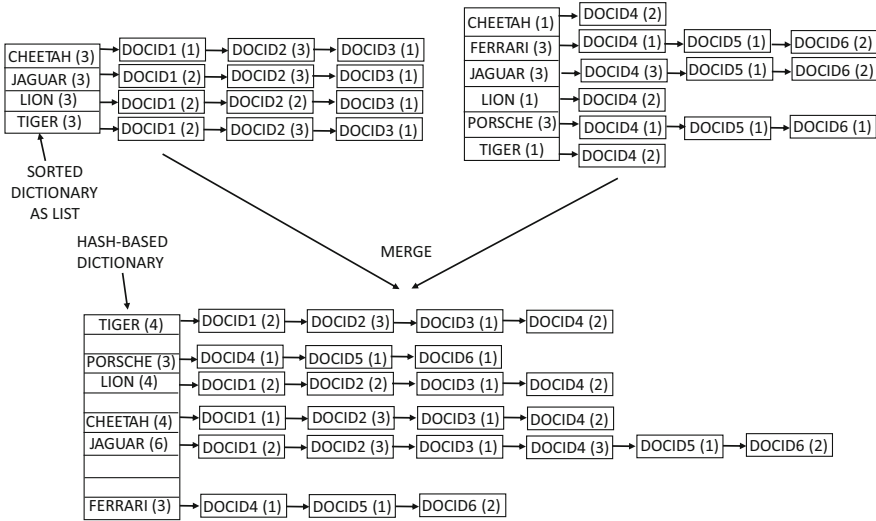 CHEETAH (3) DOCID1 (1) DOCID2 (3) DOCID3 (1)
JAGUAR (3) DOCID1 (2) DOCID2 (3) DOCID3 (1)
LION (3) DOCID1 (2) DOCID2 (2) DOCID3 (1)
TIGER (3) DOCID1 (2) DOCID2 (3) DOCID3 (1)
SORTED
DICTIONARY
AS LIST
CHEETAH (1) DOCID4 (2)
FERRARI (3) DOCID4 (1) DOCID5 (1) DOCID6 (2)
JAGUAR (3) DOCID4 (3) DOCID5 (1) DOCID6 (2)
LION (1) DOCID4 (2)
PORSCHE (3) DOCID4 (1) DOCID5 (1) DOCID6 (1)
TIGER (1) DOCID4 (2)
MERGE
HASH-BASED
DICTIONARY
TIGER (4) DOCID1 (2) DOCID2 (3) DOCID3 (1) DOCID4 (2)
PORSCHE (3) DOCID4 (1) DOCID5 (1) DOCID6 (1)
LION (4) DOCID1 (2) DOCID2 (2) DOCID3 (1) DOCID4 (2)
CHEETAH (4) DOCID1 (1) DOCID2 (3) DOCID3 (1) DOCID4 (2)
JAGUAR (6) DOCID1 (2) DOCID2 (3) DOCID3 (1) DOCID4 (3) DOCID5 (1) DOCID6 (2)
FERRARI (3) DOCID4 (1) DOCID5 (1) DOCID6 (2)